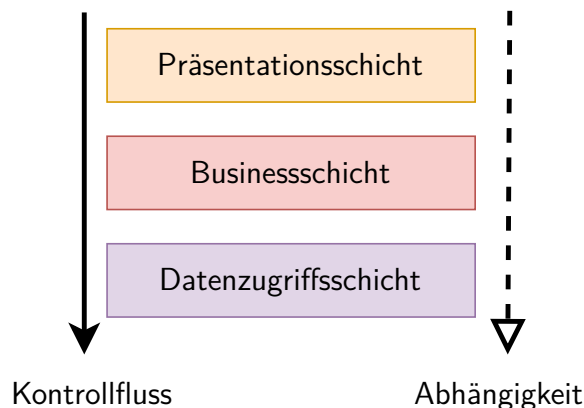 Präsentationsschicht
Businessschicht
Datenzugriffsschicht
Kontrollfluss
Abhängigkeit